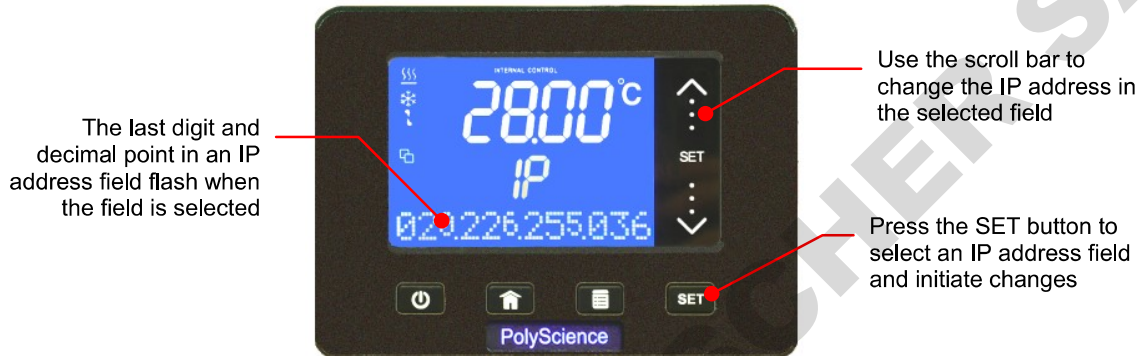 The last digit and
decimal point in an IP
address field flash when
the field is selected
INTERNAL CONTROL
28.00°C
IP
020.226.255.036
SET
SET
PolyScience
Use the scroll bar to
change the IP address in
the selected field
Press the SET button to
select an IP address field
and initiate changes